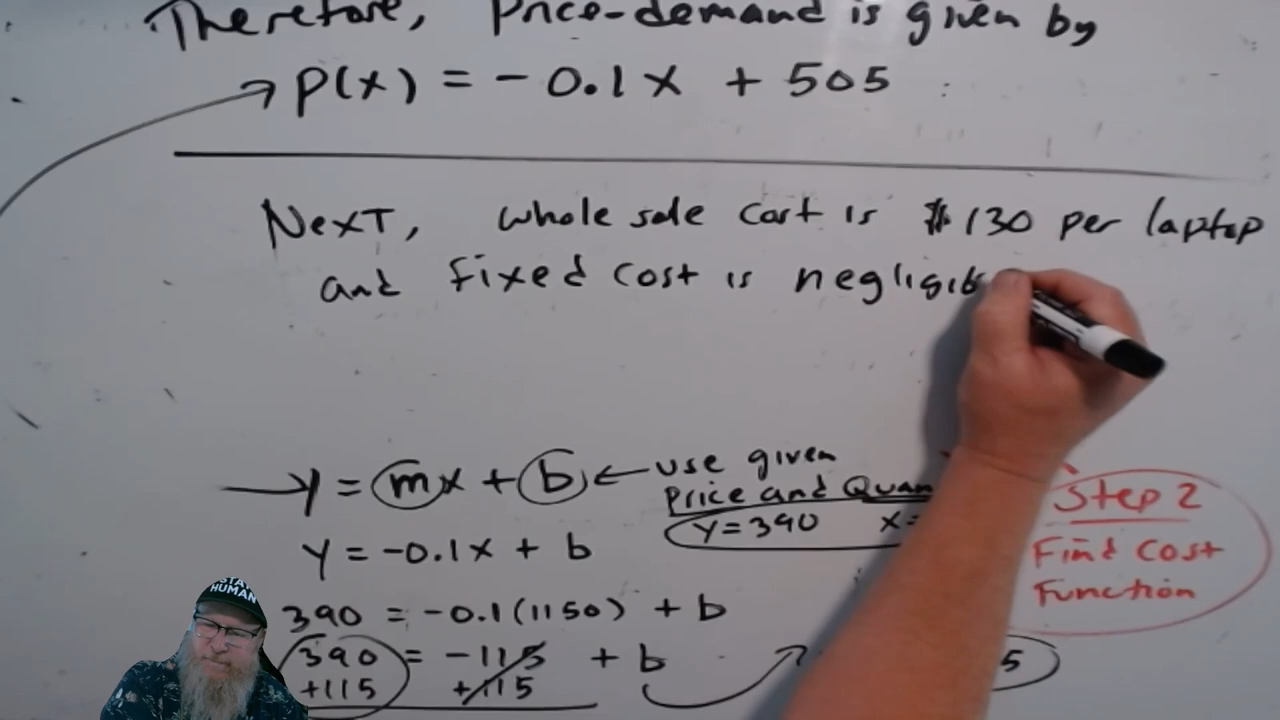 Therefore, Price-demand is given by
P(x) = -0.1x + 505
Next, whole sale cost is $130 per laptop
and fixed cost is negligib
y = mx + b ← use given
Price and Quan
y=390 x=
Step 2
Find Cost
Function
y = -0.1x + b
390 = -0.1(1150) + b
390 = -115 + b
+115 +115
5
STAY
HUMAN